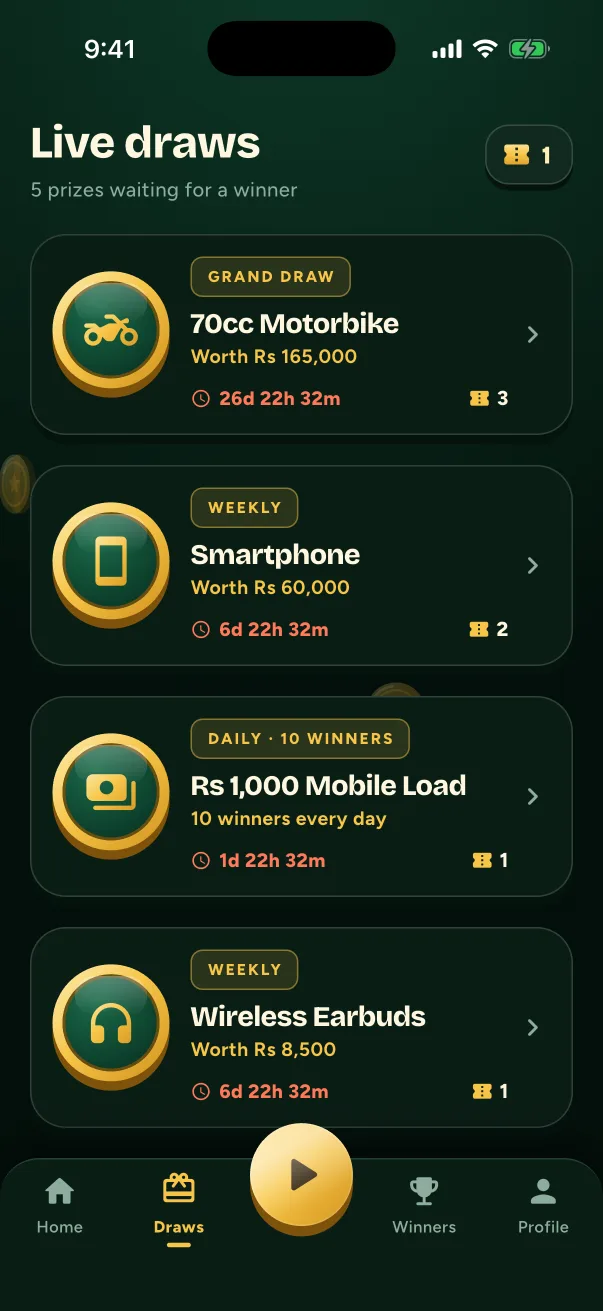 9:41
Live draws
1
5 prizes waiting for a winner
GRAND DRAW
70cc Motorbike
Worth Rs 165,000
26d 22h 32m
3
WEEKLY
Smartphone
Worth Rs 60,000
6d 22h 32m
2
DAILY · 10 WINNERS
Rs 1,000 Mobile Load
10 winners every day
1d 22h 32m
1
WEEKLY
Wireless Earbuds
Worth Rs 8,500
6d 22h 32m
1
Home
Draws
Winners
Profile